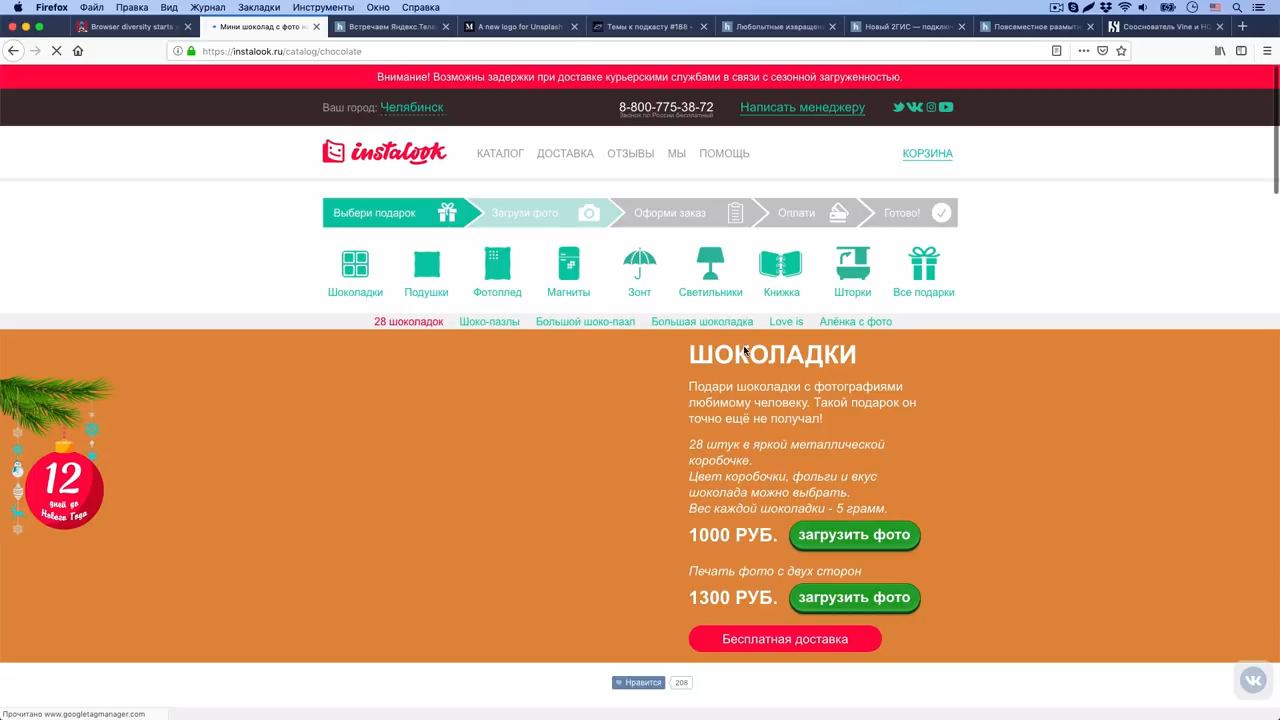 Firefox Файл Правка Вид Журнал Закладки Инструменты Окно Справка
Browser diversity starts
Мини шоколад с фото н
Встречаем Яндекс.Теле
A new logo for Unsplash
Темы к подкасту #188 -
Любопытные извращен
Новый 2ГИС — подклю
Повсеместное размыти
Сооснователь Vine и HC
https://instalook.ru/catalog/chocolate
Внимание! Возможны задержки при доставке курьерскими службами в связи с сезонной загруженностью.
Ваш город: Челябинск
8-800-775-38-72
Звонок по России бесплатный
Написать менеджеру
instalook
КАТАЛОГ ДОСТАВКА ОТЗЫВЫ МЫ ПОМОЩЬ
КОРЗИНА
Выбери подарок
Загрузи фото
Оформи заказ
Оплати
Готово!
Шоколадки
Подушки
Фотоплед
Магниты
Зонт
Светильники
Книжка
Шторки
Все подарки
28 шоколадок Шоко-пазлы Большой шоко-пазл Большая шоколадка Love is Алёнка с фото
ШОКОЛАДКИ
Подари шоколадки с фотографиями
любимому человеку. Такой подарок он
точно ещё не получал!
28 штук в яркой металлической
коробочке.
Цвет коробочки, фольги и вкус
шоколада можно выбрать.
Вес каждой шоколадки - 5 грамм.
1000 РУБ. загрузить фото
Печать фото с двух сторон
1300 РУБ. загрузить фото
Бесплатная доставка
12
дней до
Нового Года
Нравится 208
Прочитано www.googletagmanager.com